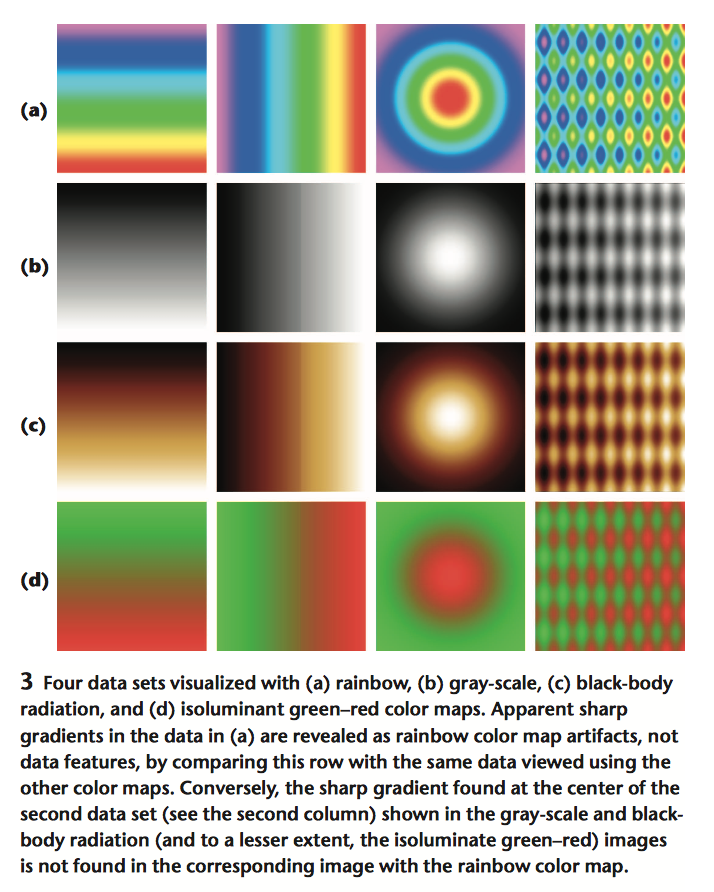 (a)
(b)
(c)
(d)
3 Four data sets visualized with (a) rainbow, (b) gray-scale, (c) black-body
radiation, and (d) isoluminant green–red color maps. Apparent sharp
gradients in the data in (a) are revealed as rainbow color map artifacts, not
data features, by comparing this row with the same data viewed using the
other color maps. Conversely, the sharp gradient found at the center of the
second data set (see the second column) shown in the gray-scale and black-
body radiation (and to a lesser extent, the isoluminate green–red) images
is not found in the corresponding image with the rainbow color map.